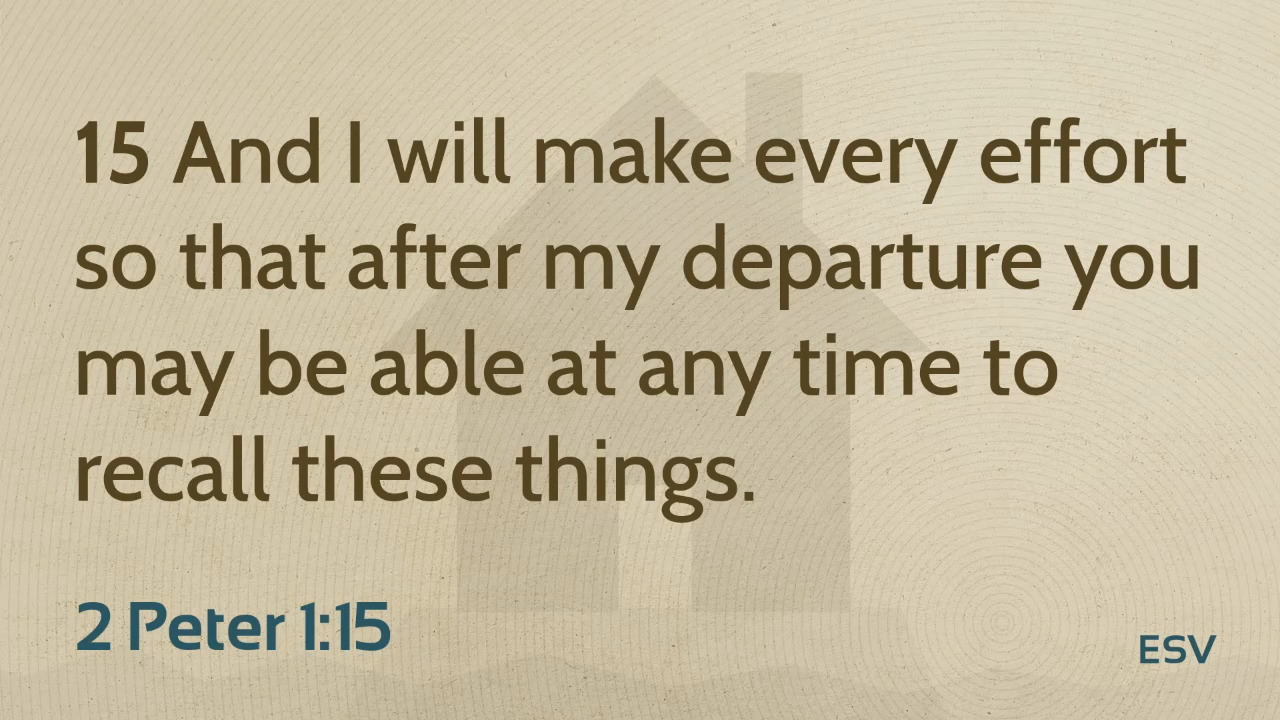 15 And I will make every effort
so that after my departure you
may be able at any time to
recall these things.
2 Peter 1:15
ESV